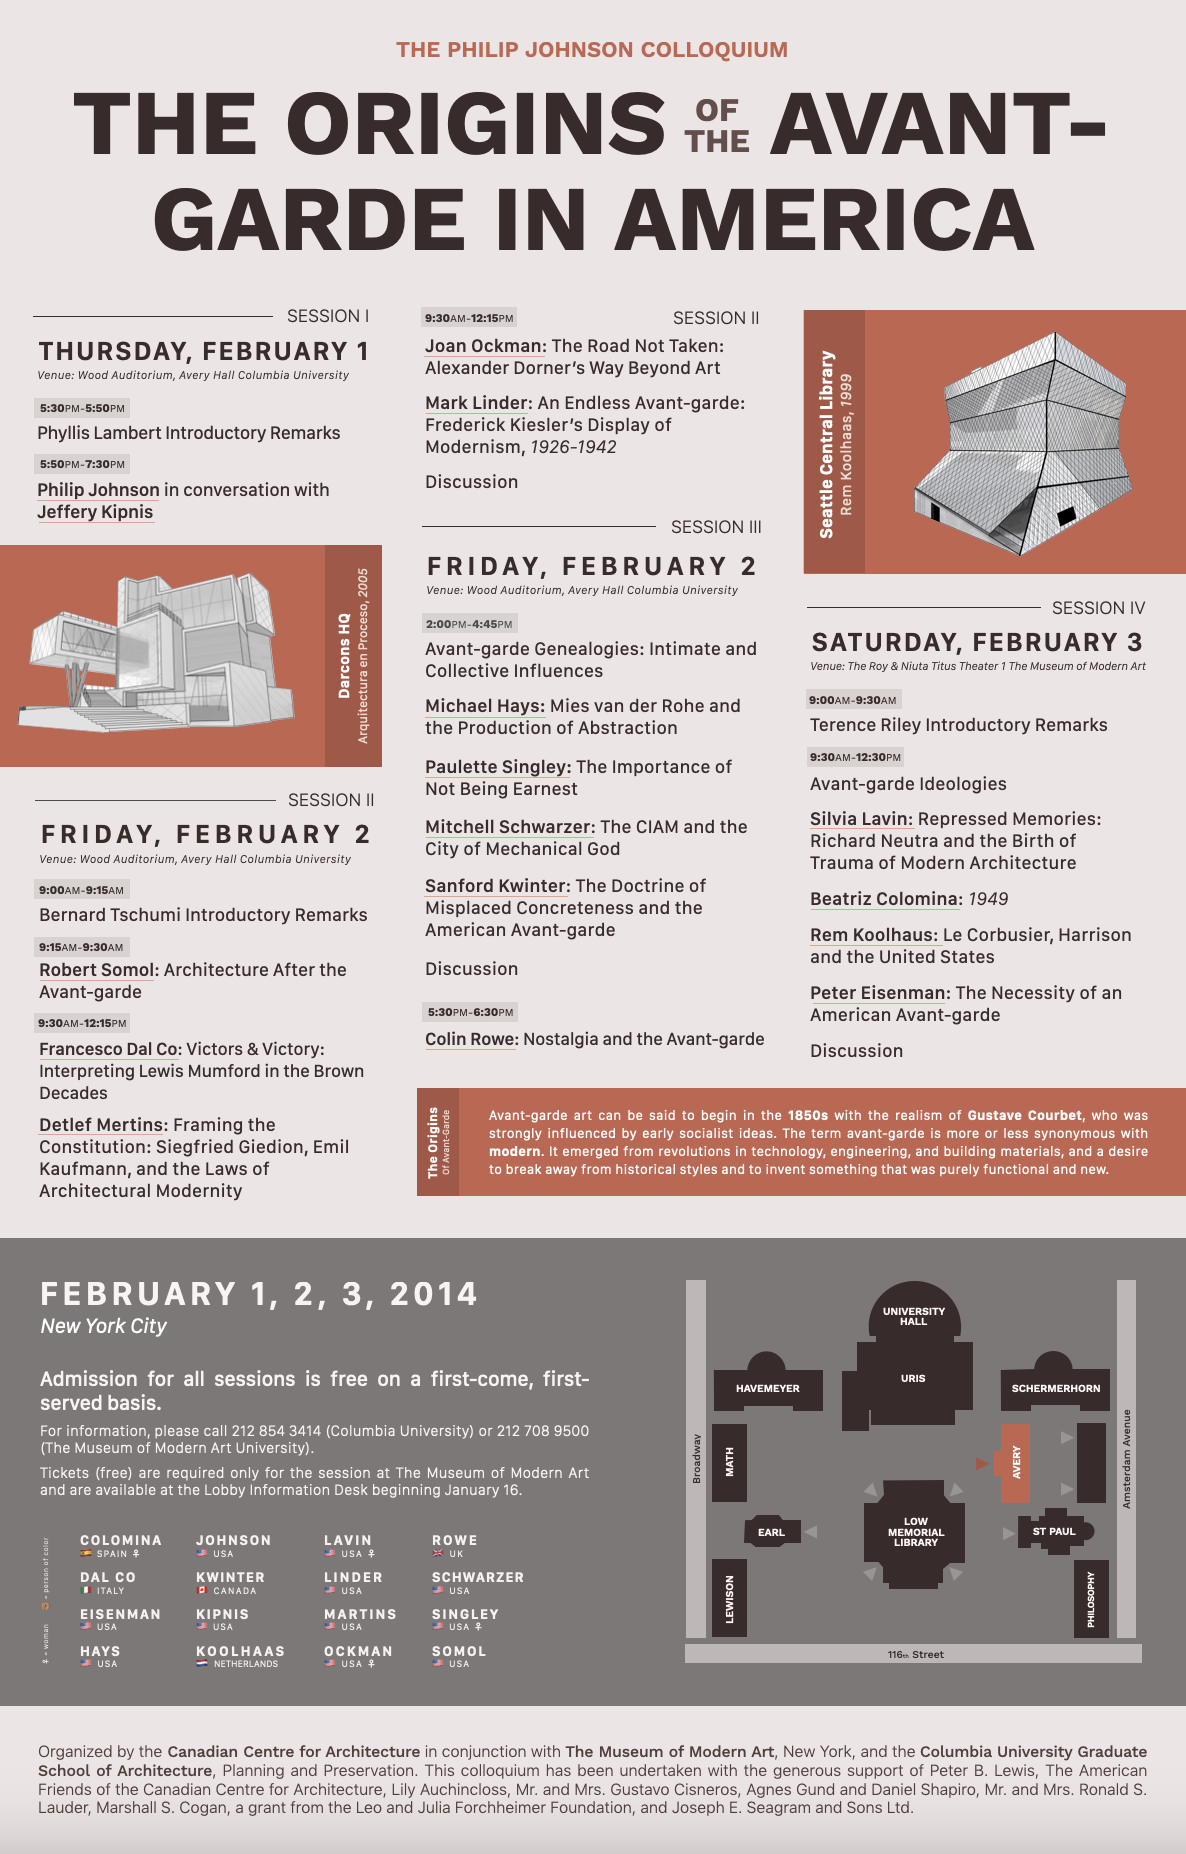 THE PHILIP JOHNSON COLLOQUIUM
THE ORIGINS OF THE AVANT-
GARDE IN AMERICA
SESSION I
THURSDAY, FEBRUARY 1
Venue: Wood Auditorium, Avery Hall Columbia University
5:30PM-5:50PM
Phyllis Lambert Introductory Remarks
5:50PM-7:30PM
Philip Johnson in conversation with
Jeffery Kipnis
Darcons HQ
Arquitectura en Proceso, 2005
SESSION II
FRIDAY, FEBRUARY 2
Venue: Wood Auditorium, Avery Hall Columbia University
9:00AM-9:15AM
Bernard Tschumi Introductory Remarks
9:15AM-9:30AM
Robert Somol: Architecture After the
Avant-garde
9:30AM-12:15PM
Francesco Dal Co: Victors & Victory:
Interpreting Lewis Mumford in the Brown
Decades
Detlef Mertins: Framing the
Constitution: Siegfried Giedion, Emil
Kaufmann, and the Laws of
Architectural Modernity
9:30AM-12:15PM
SESSION II
Joan Ockman: The Road Not Taken:
Alexander Dorner's Way Beyond Art
Mark Linder: An Endless Avant-garde:
Frederick Kiesler's Display of
Modernism, 1926-1942
Discussion
SESSION III
FRIDAY, FEBRUARY 2
Venue: Wood Auditorium, Avery Hall Columbia University
2:00PM-4:45PM
Avant-garde Genealogies: Intimate and
Collective Influences
Michael Hays: Mies van der Rohe and
the Production of Abstraction
Paulette Singley: The Importance of
Not Being Earnest
Mitchell Schwarzer: The CIAM and the
City of Mechanical God
Sanford Kwinter: The Doctrine of
Misplaced Concreteness and the
American Avant-garde
Discussion
5:30PM-6:30PM
Colin Rowe: Nostalgia and the Avant-garde
Seattle Central Library
Rem Koolhaas, 1999
SESSION IV
SATURDAY, FEBRUARY 3
Venue: The Roy & Niuta Titus Theater 1 The Museum of Modern Art
9:00AM-9:30AM
Terence Riley Introductory Remarks
9:30AM-12:30PM
Avant-garde Ideologies
Silvia Lavin: Repressed Memories:
Richard Neutra and the Birth of
Trauma of Modern Architecture
Beatriz Colomina: 1949
Rem Koolhaus: Le Corbusier, Harrison
and the United States
Peter Eisenman: The Necessity of an
American Avant-garde
Discussion
The Origins
Of Avant-Garde
Avant-garde art can be said to begin in the 1850s with the realism of Gustave Courbet, who was
strongly influenced by early socialist ideas. The term avant-garde is more or less synonymous with
modern. It emerged from revolutions in technology, engineering, and building materials, and a desire
to break away from historical styles and to invent something that was purely functional and new.
FEBRUARY 1, 2, 3, 2014
New York City
Admission for all sessions is free on a first-come, first-
served basis.
For information, please call 212 854 3414 (Columbia University) or 212 708 9500
(The Museum of Modern Art University).
Tickets (free) are required only for the session at The Museum of Modern Art
and are available at the Lobby Information Desk beginning January 16.
= woman
= person of color
COLOMINA
SPAIN
JOHNSON
USA
LAVIN
USA
ROWE
UK
DAL CO
ITALY
KWINTER
CANADA
LINDER
USA
SCHWARZER
USA
EISENMAN
USA
KIPNIS
USA
MARTINS
USA
SINGLEY
USA
HAYS
USA
KOOLHAAS
NETHERLANDS
OCKMAN
USA
SOMOL
USA
UNIVERSITY
HALL
URIS
HAVEMEYER
SCHERMERHORN
Broadway
MATH
AVERY
Amsterdam Avenue
EARL
LOW
MEMORIAL
LIBRARY
ST PAUL
LEWISON
PHILOSOPHY
116th Street
Organized by the Canadian Centre for Architecture in conjunction with The Museum of Modern Art, New York, and the Columbia University Graduate
School of Architecture, Planning and Preservation. This colloquium has been undertaken with the generous support of Peter B. Lewis, The American
Friends of the Canadian Centre for Architecture, Lily Auchincloss, Mr. and Mrs. Gustavo Cisneros, Agnes Gund and Daniel Shapiro, Mr. and Mrs. Ronald S.
Lauder, Marshall S. Cogan, a grant from the Leo and Julia Forchheimer Foundation, and Joseph E. Seagram and Sons Ltd.